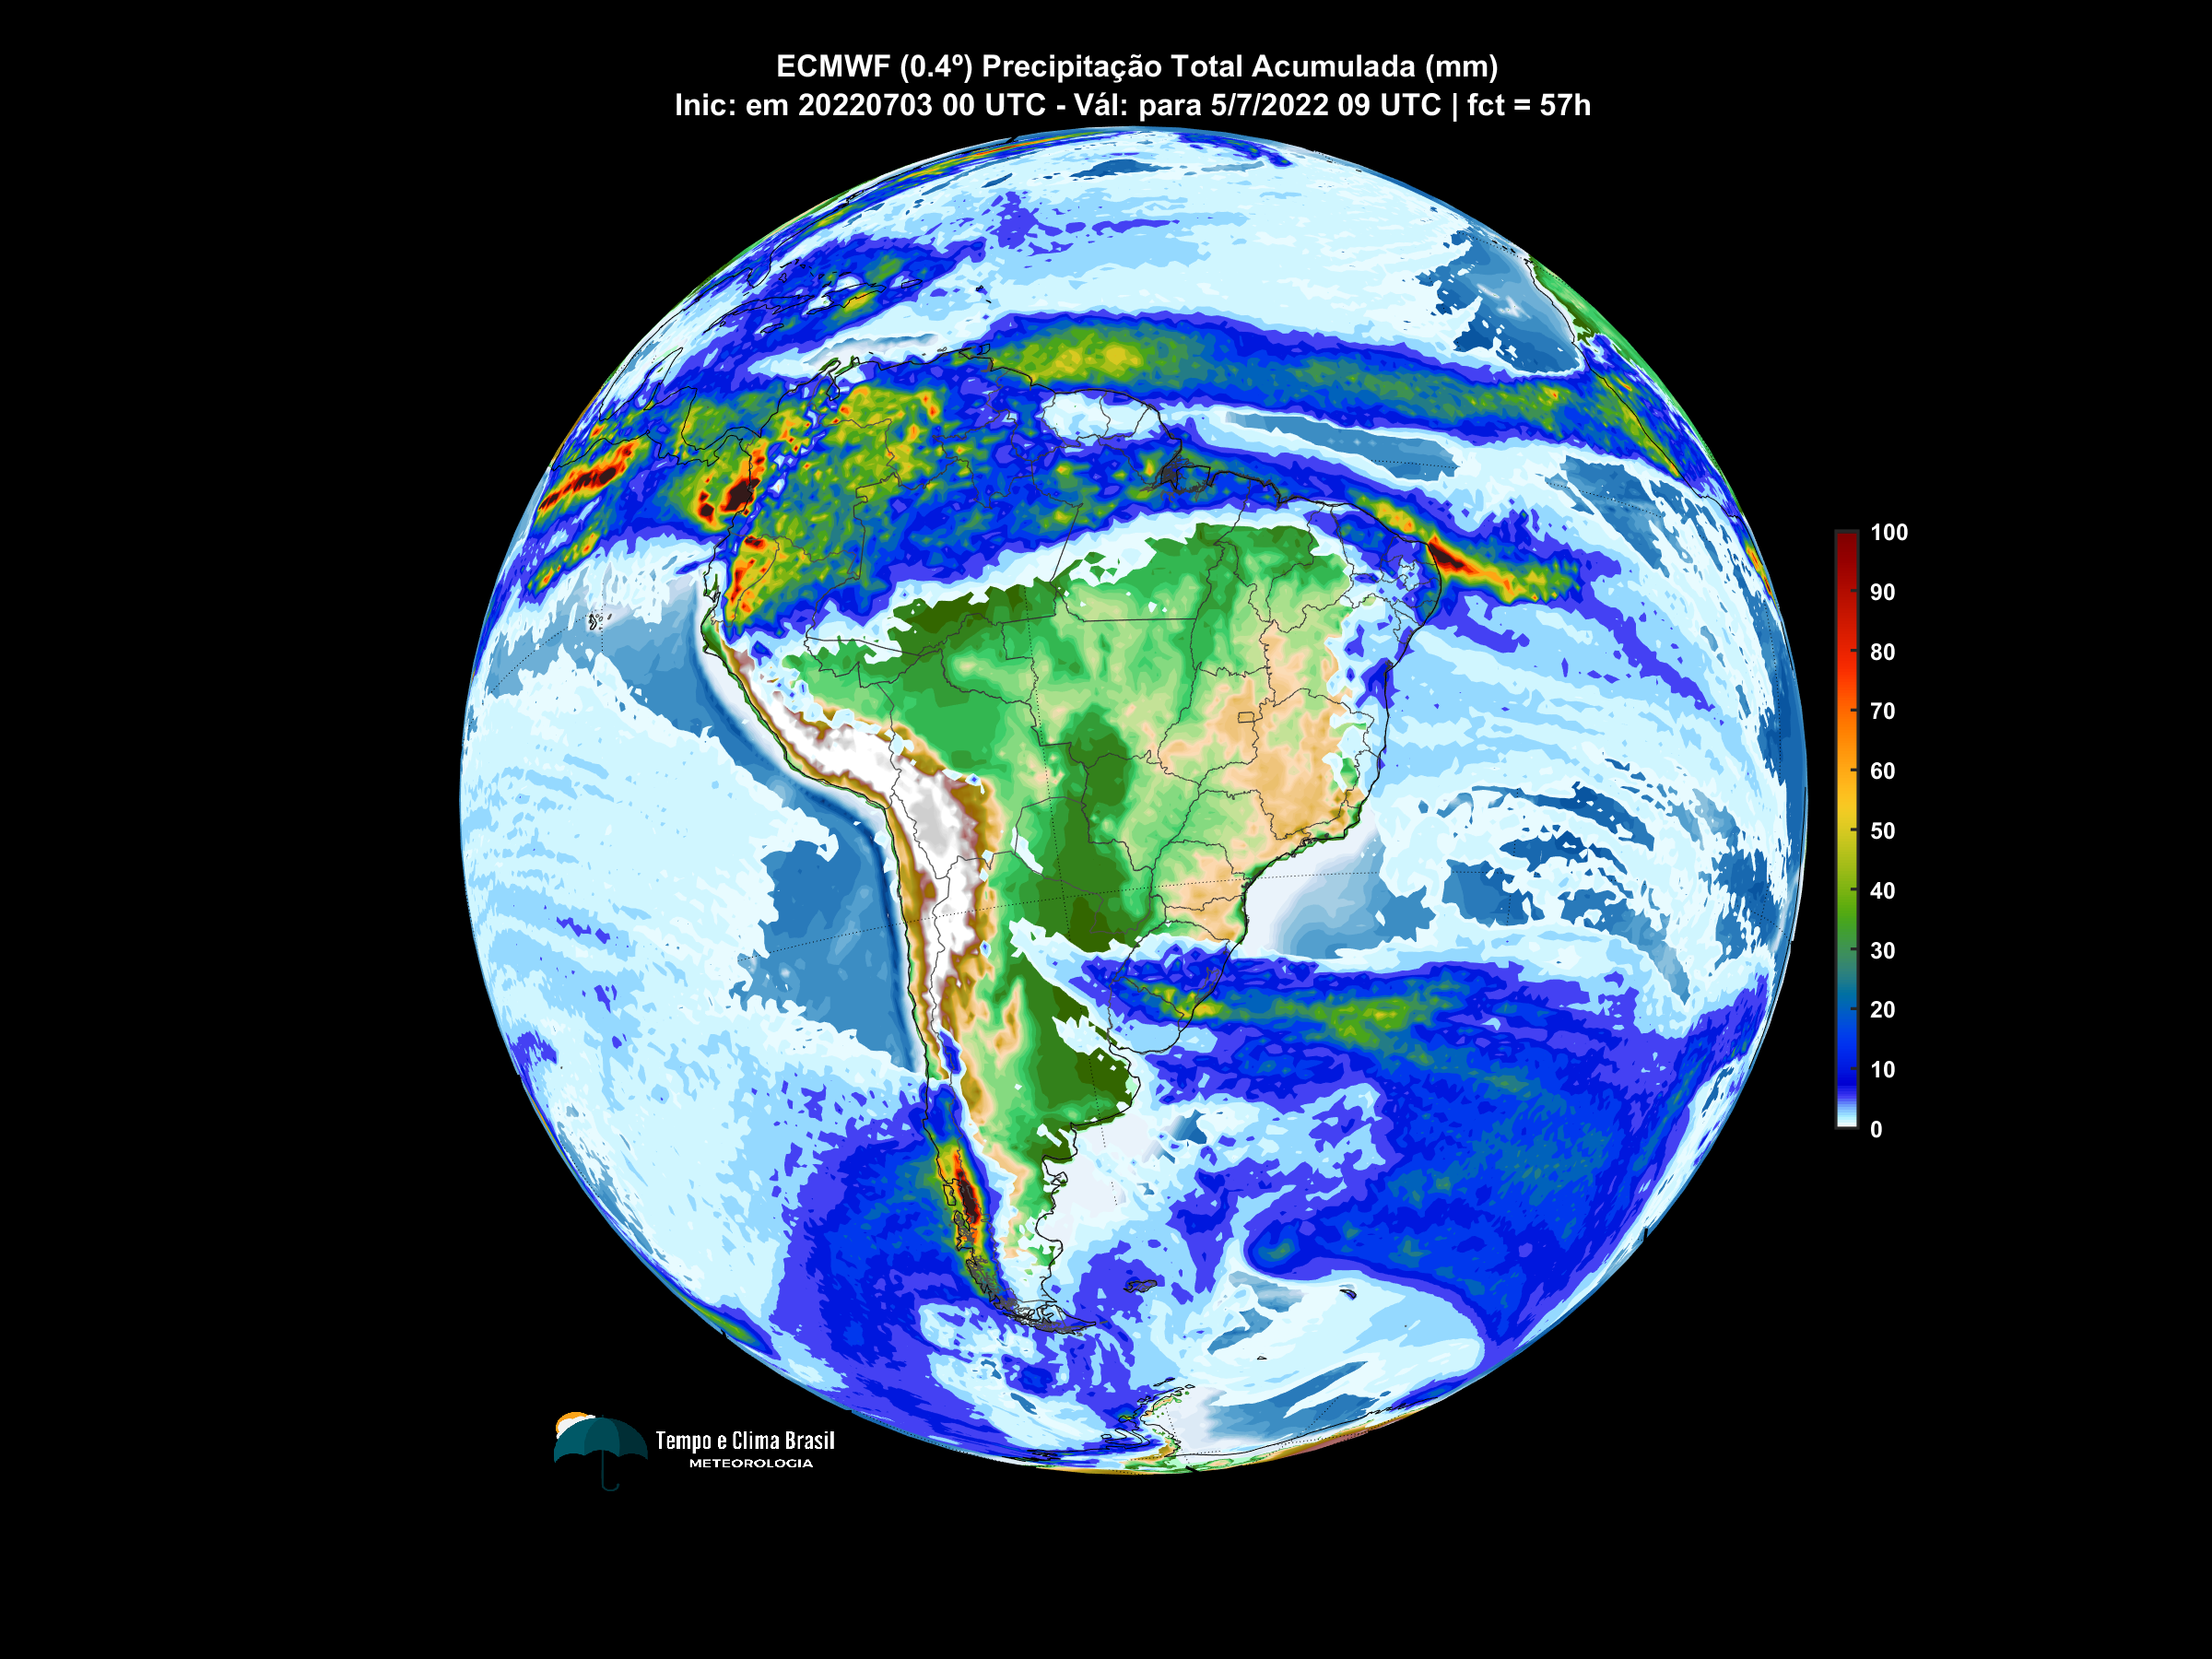 ECMWF (0.4º) Precipitação Total Acumulada (mm)
Inic: em 20220703 00 UTC - Vál: para 5/7/2022 09 UTC | fct = 57h
100
90
80
70
60
50
40
30
20
10
0
Tempo e Clima Brasil
METEOROLOGIA